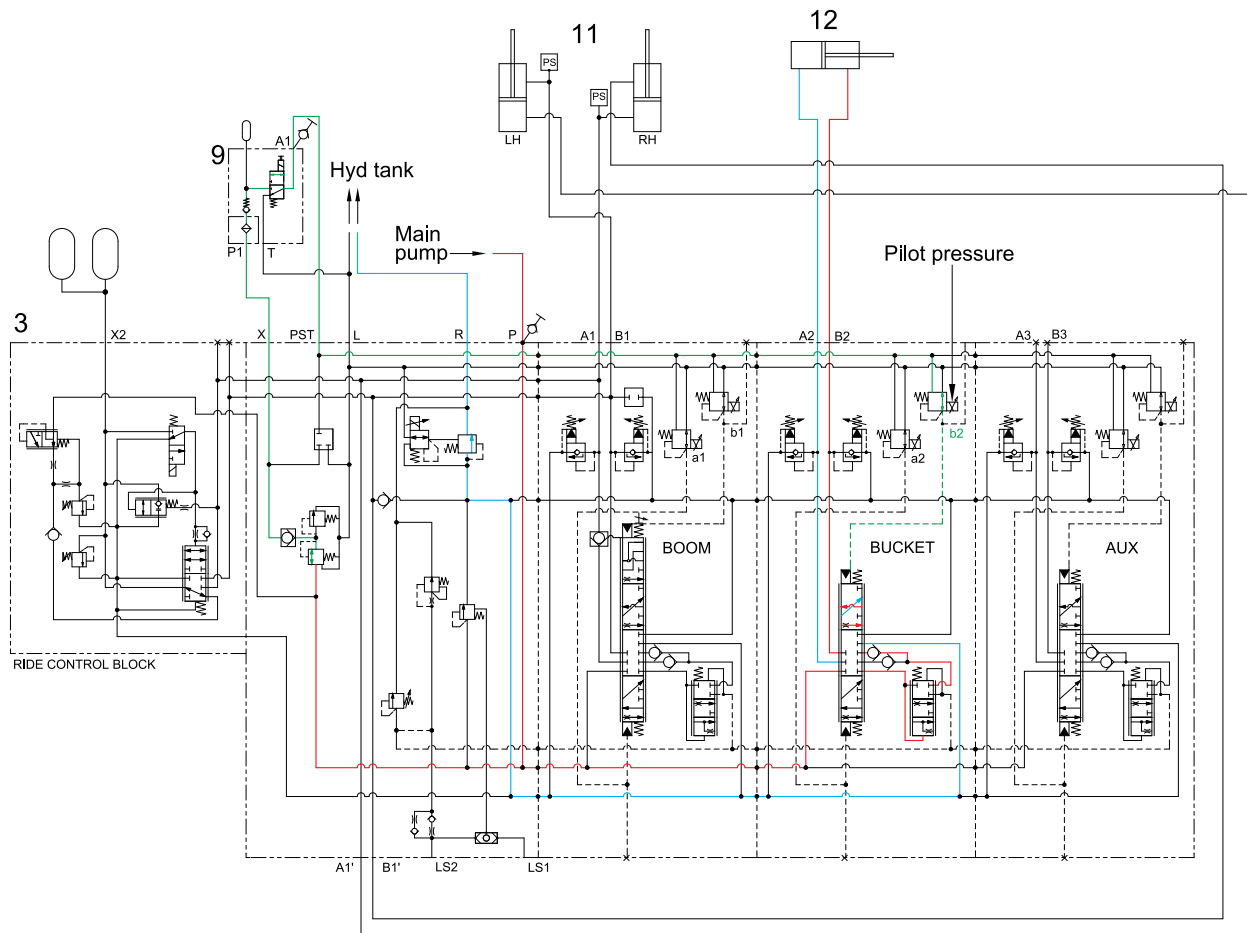 11
12
PS
PS
LH
RH
9
A1
Hyd tank
P1
T
Main
pump
Pilot pressure
3
X2
X
PST
L
R
P
A1
B1
A2
B2
A3
B3
b1
a1
b2
a2
BOOM
BUCKET
AUX
RIDE CONTROL BLOCK
A1'
B1'
LS2
LS1